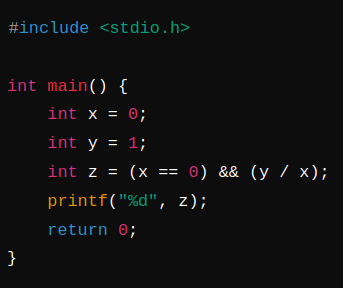 #include <stdio.h>
int main() {
    int x = 0;
    int y = 1;
    int z = (x == 0) && (y / x);
    printf("%d", z);
    return 0;
}